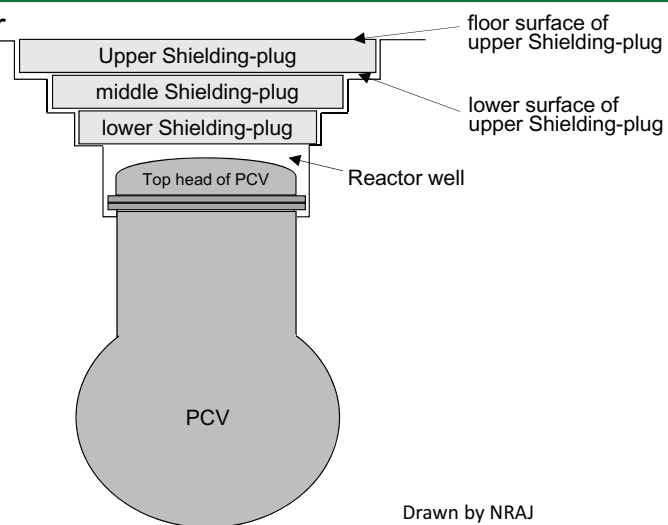 r
floor surface of
upper Shielding-plug
Upper Shielding-plug
middle Shielding-plug
lower surface of
upper Shielding-plug
lower Shielding-plug
Top head of PCV
Reactor well
PCV
Drawn by NRAJ